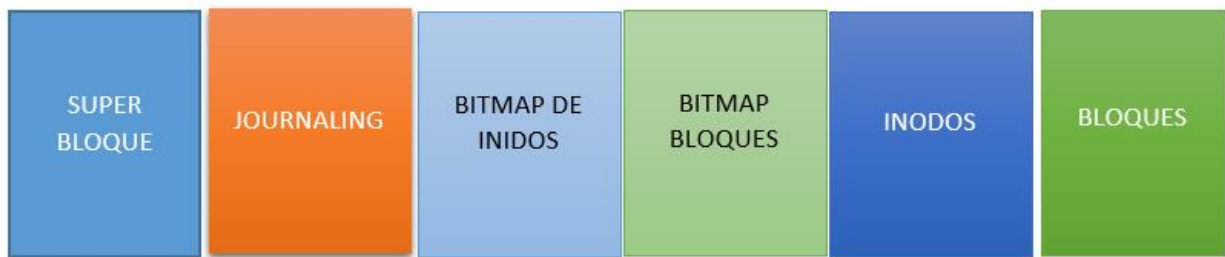 SUPER
BLOQUE
JOURNALING
BITMAP DE
INIDOS
BITMAP
BLOQUES
INODOS
BLOQUES